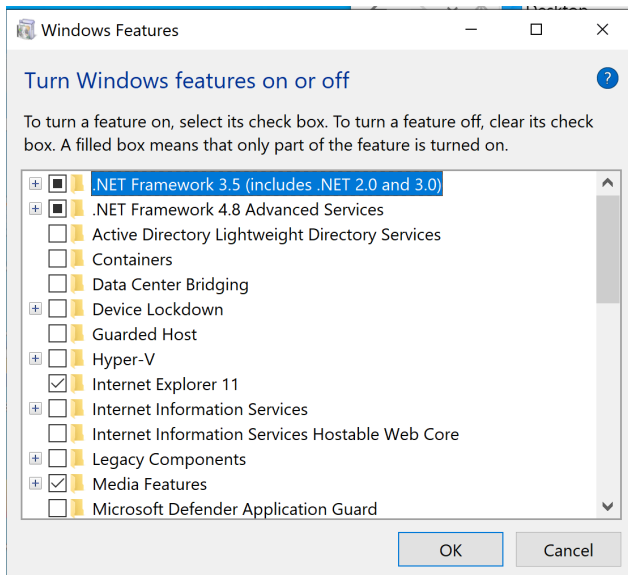 Desktop
Windows Features
Turn Windows features on or off
?
To turn a feature on, select its check box. To turn a feature off, clear its check
box. A filled box means that only part of the feature is turned on.
.NET Framework 3.5 (includes .NET 2.0 and 3.0)
.NET Framework 4.8 Advanced Services
Active Directory Lightweight Directory Services
Containers
Data Center Bridging
Device Lockdown
Guarded Host
Hyper-V
Internet Explorer 11
Internet Information Services
Internet Information Services Hostable Web Core
Legacy Components
Media Features
Microsoft Defender Application Guard
OK
Cancel